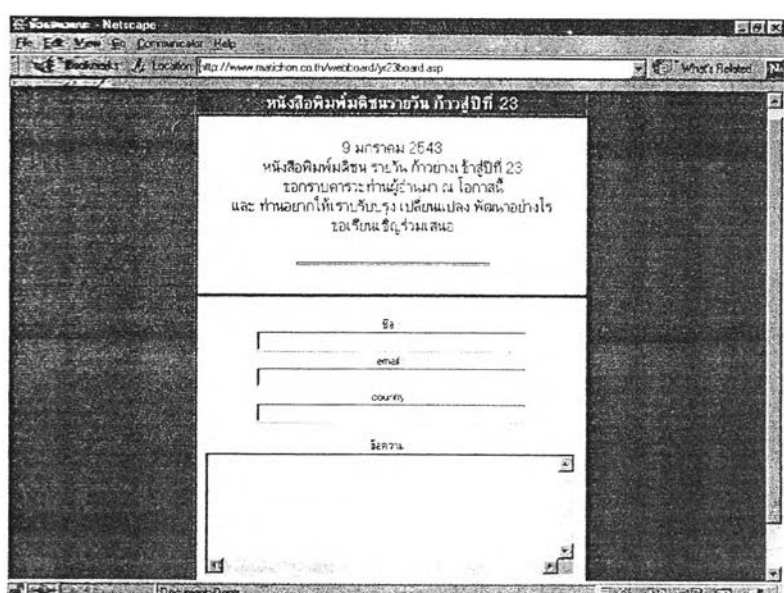 - Netscape
File Edit View Go Communicator Help
Bookmarks Location http://www.matichon.co.th/webboard/yr23board.asp What's Related
หนังสือพิมพ์มติชนรายวัน ก้าวสู่ปีที่ 23
9 มกราคม 2543
หนังสือพิมพ์มติชน รายวัน ก้าวย่างเข้าสู่ปีที่ 23
ขอกราบคารวะท่านผู้อ่านมา ณ โอกาสนี้
และ ท่านอยากให้เราปรับปรุง เปลี่ยนแปลง พัฒนาอย่างไร
ขอเรียนเชิญร่วมเสนอ
ชื่อ
email
country
ข้อความ
Document: Done